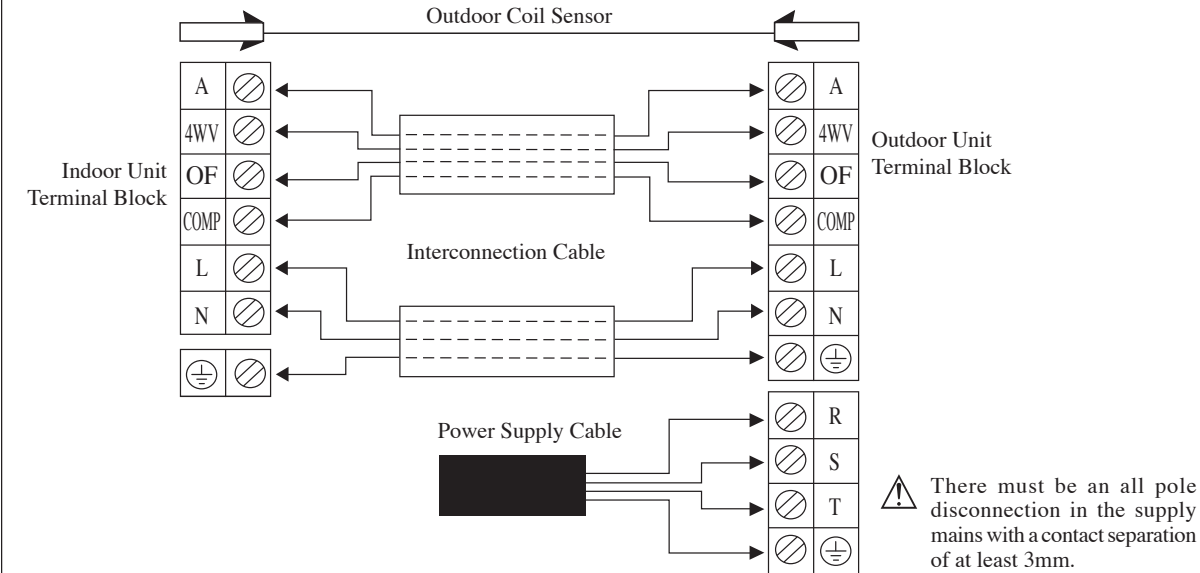 Outdoor Coil Sensor
A
4WV
OF
COMP
L
N
Indoor Unit
Terminal Block
A
4WV
OF
COMP
L
N
Outdoor Unit
Terminal Block
Interconnection Cable
Power Supply Cable
R
S
T
There must be an all pole
disconnection in the supply
mains with a contact separation
of at least 3mm.